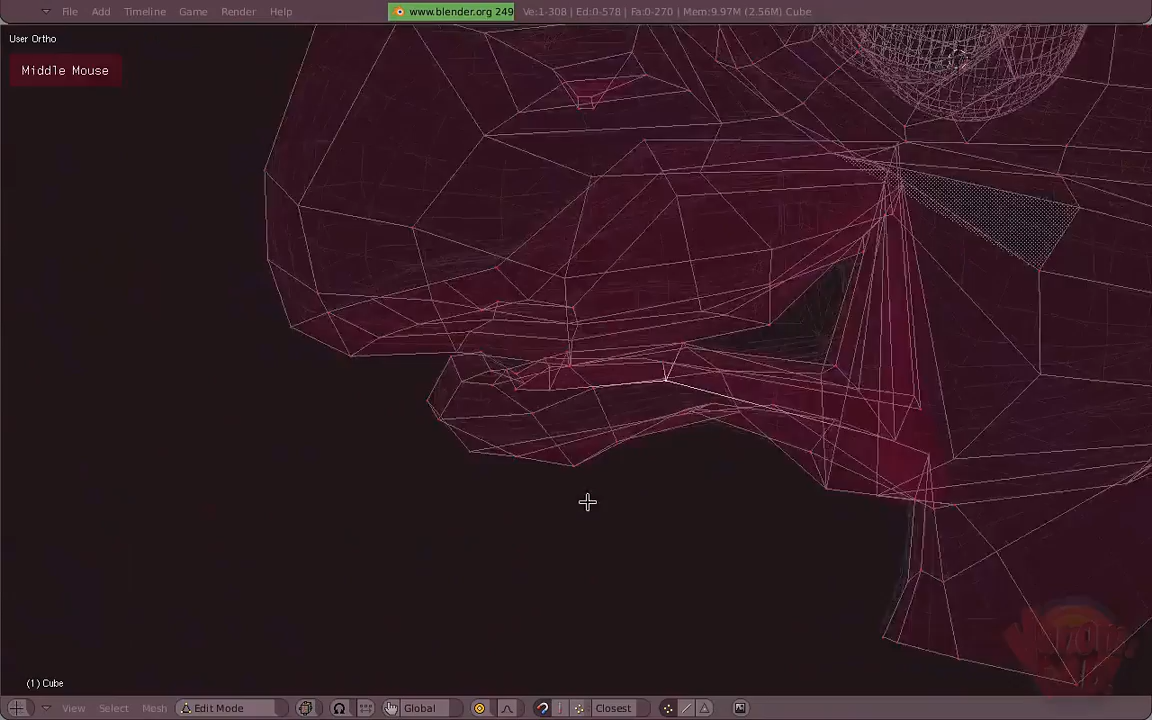 File Add Timeline Game Render Help www.blender.org 249 Ve:1-308 | Ed:0-578 | Fa:0-270 | Mem:9.97M (2.56M) Cube
User Ortho
Middle Mouse
(1) Cube
View Select Mesh Edit Mode Global Closest